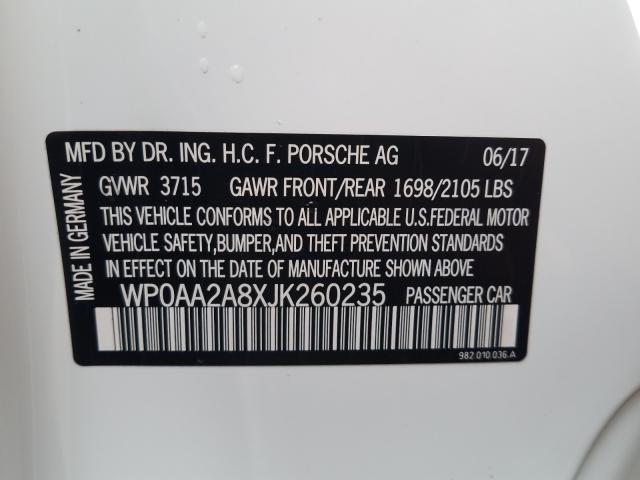 MFD BY DR. ING. H.C. F. PORSCHE AG 06/17
GVWR 3715 GAWR FRONT/REAR 1698/2105 LBS
THIS VEHICLE CONFORMS TO ALL APPLICABLE U.S.FEDERAL MOTOR
VEHICLE SAFETY,BUMPER,AND THEFT PREVENTION STANDARDS
IN EFFECT ON THE DATE OF MANUFACTURE SHOWN ABOVE
WP0AA2A8XJK260235 PASSENGER CAR
982 010 036 A
MADE IN GERMANY